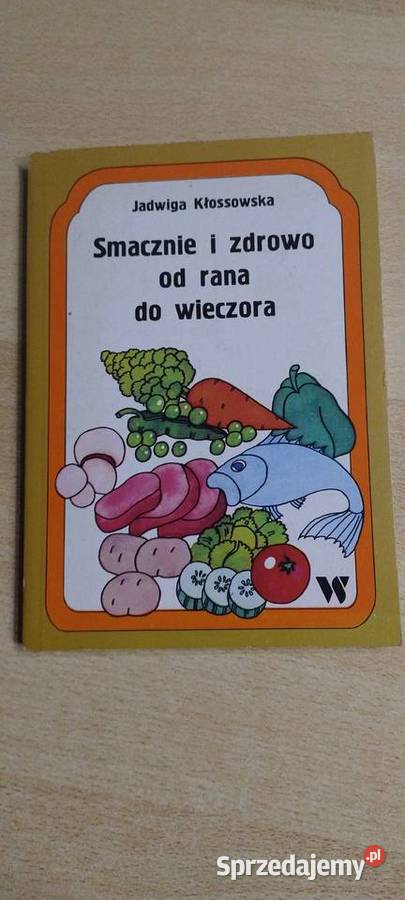 Jadwiga Kłossowska
Smacznie i zdrowo
od rana
do wieczora
W
Sprzedajemy.pl